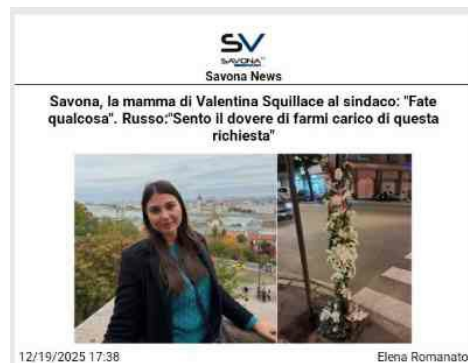 SV
SAVONA
Savona News
Savona, la mamma di Valentina Squillace al sindaco: "Fate
qualcosa". Russo:"Sento il dovere di farmi carico di questa
richiesta"
12/19/2025 17.38
Elena Romanato